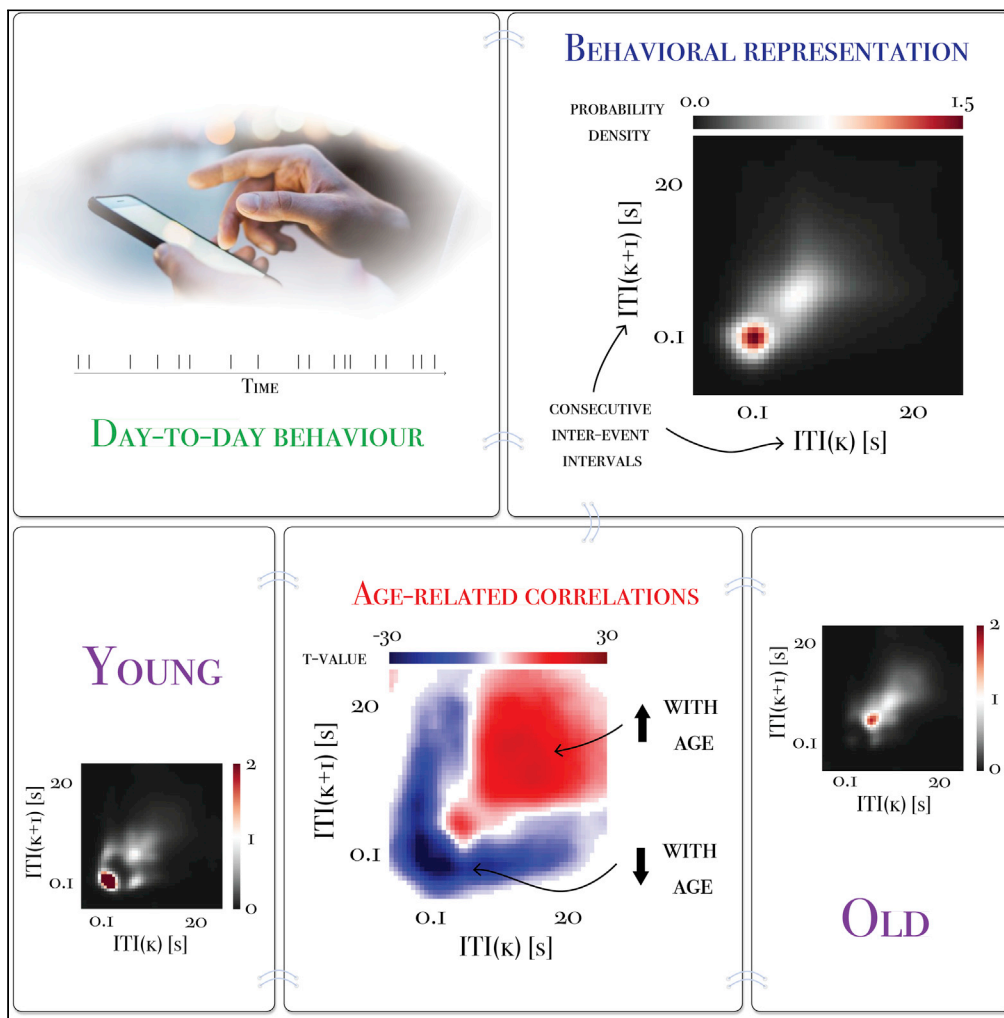 Time
Day-to-day behaviour
Behavioral representation
probability
density
0.0
1.5
20
0.1
ITI(k+1) [s]
0.1
20
ITI(k) [s]
consecutive
inter-event
intervals
Young
2
1
0
20
0.1
ITI(k+1) [s]
0.1
20
ITI(k) [s]
Age-related correlations
-30
30
t-value
20
0.1
ITI(k+1) [s]
0.1
20
ITI(k) [s]
with
age
with
age
2
1
0
20
0.1
ITI(k+1) [s]
0.1
20
ITI(k) [s]
Old